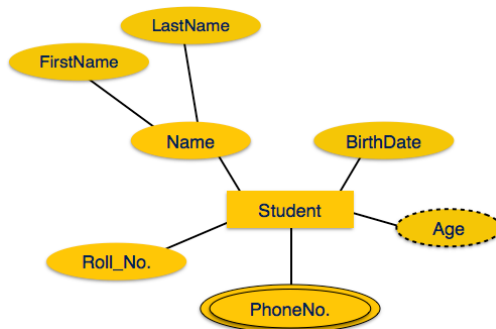 LastName
FirstName
Name
BirthDate
Student
Age
Roll_No.
PhoneNo.